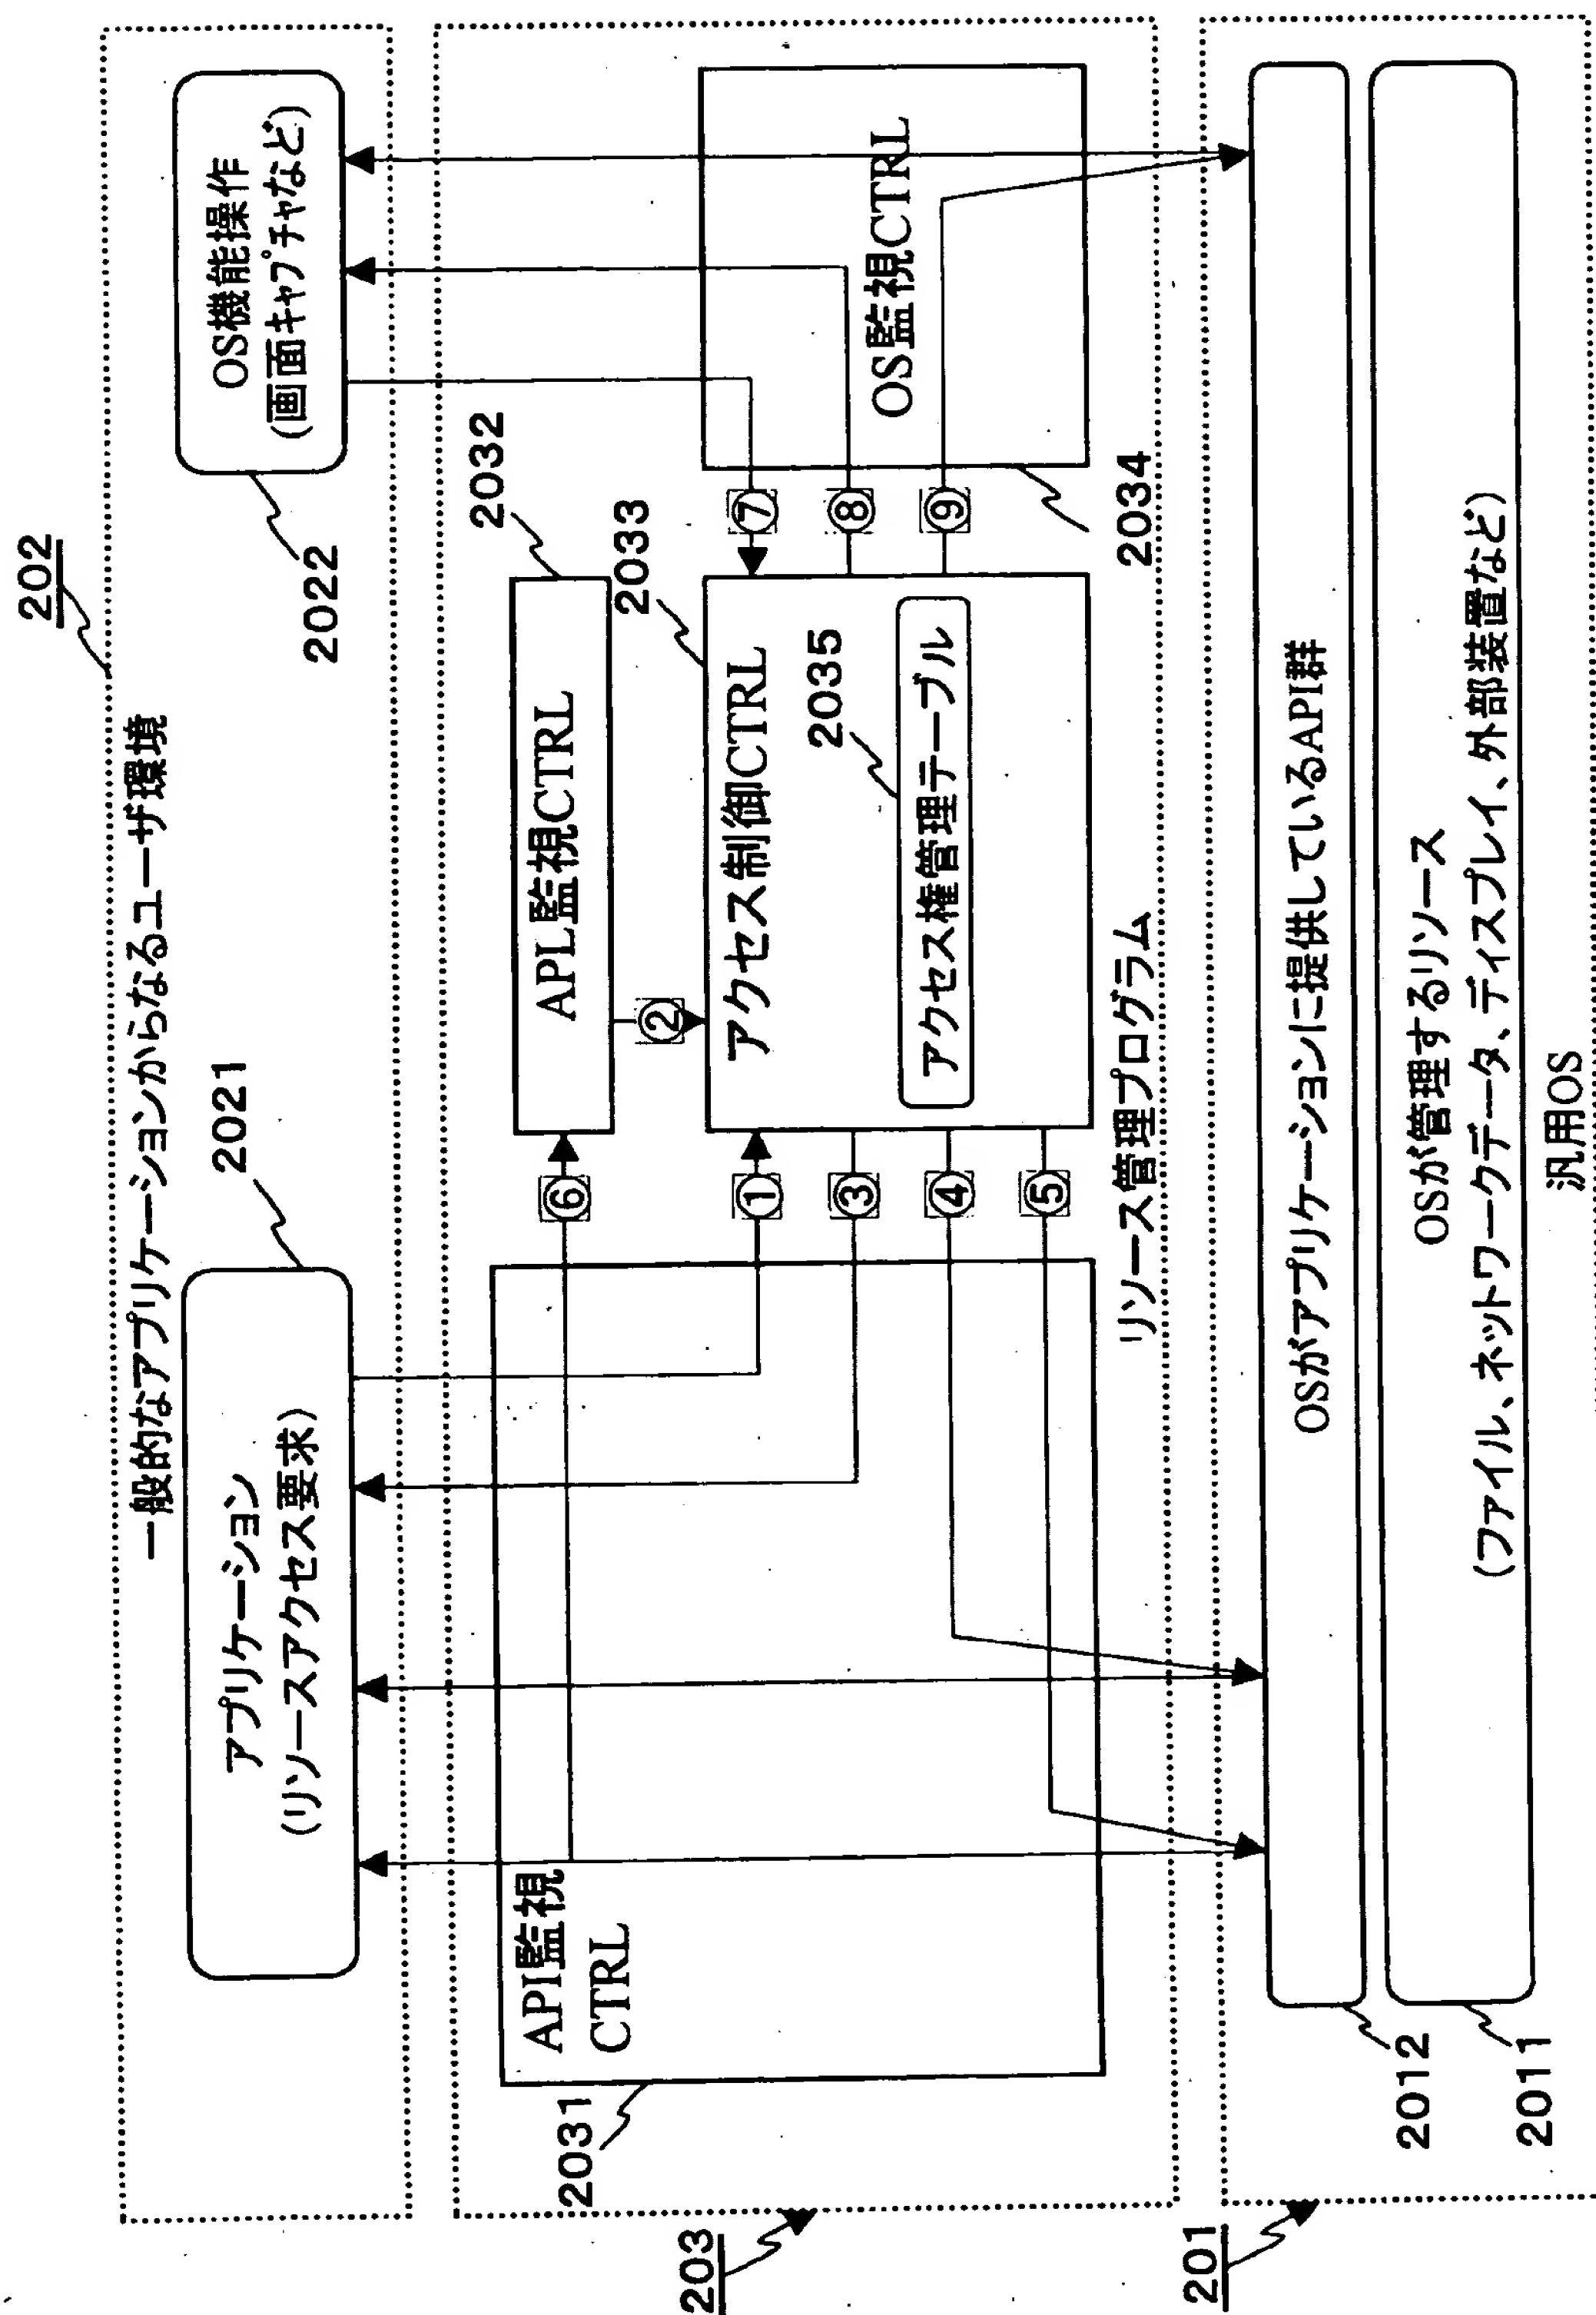 202
一般的なアプリケーションからなるユーザ環境
2021
アプリケーション
(リソースアクセス要求)
2022
OS機能操作
(画面キャプチャなど)
203
2031
API監視
CTRL
⑥
①
③
④
⑤
APL監視CTRL
2032
②
2033
アクセス制御CTRL
2035
アクセス権管理テーブル
⑦
⑧
⑨
OS監視CTRL
2034
リソース管理プログラム
201
2012
OSがアプリケーションに提供しているAPI群
2011
OSが管理するリソース
(ファイル、ネットワークデータ、ディスプレイ、外部装置など)
汎用OS